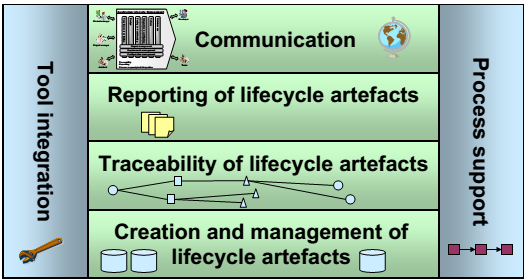 Tool integration
Communication
Reporting of lifecycle artefacts
Traceability of lifecycle artefacts
Creation and management of
lifecycle artefacts
Process support